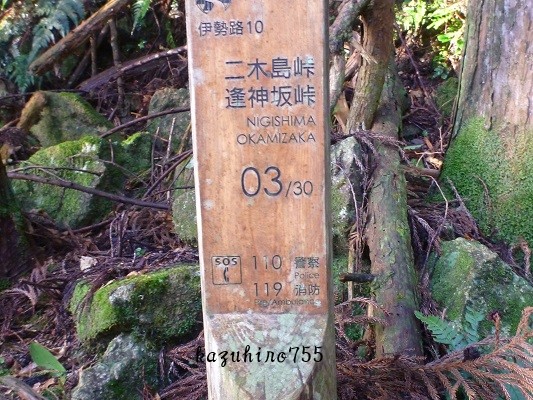 伊勢路10
二木島峠
逢神坂峠
NIGISHIMA
OKAMIZAKA
03/30
SOS
110 警察
Police
119 消防
Fire/Ambulance
kazuhino755